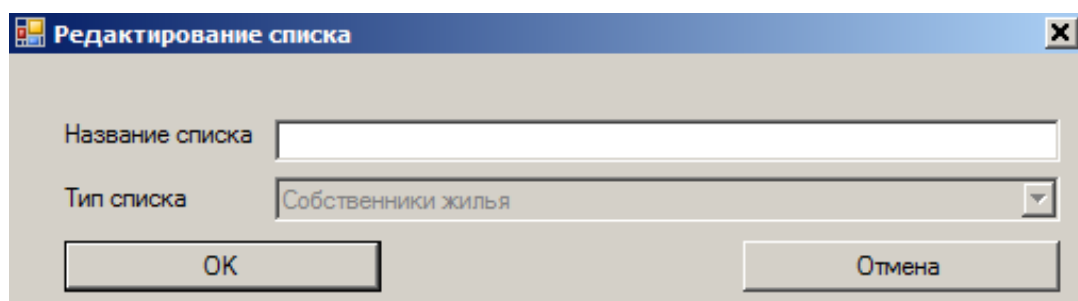 Редактирование списка
Название списка
Тип списка Собственники жилья
OK Отмена